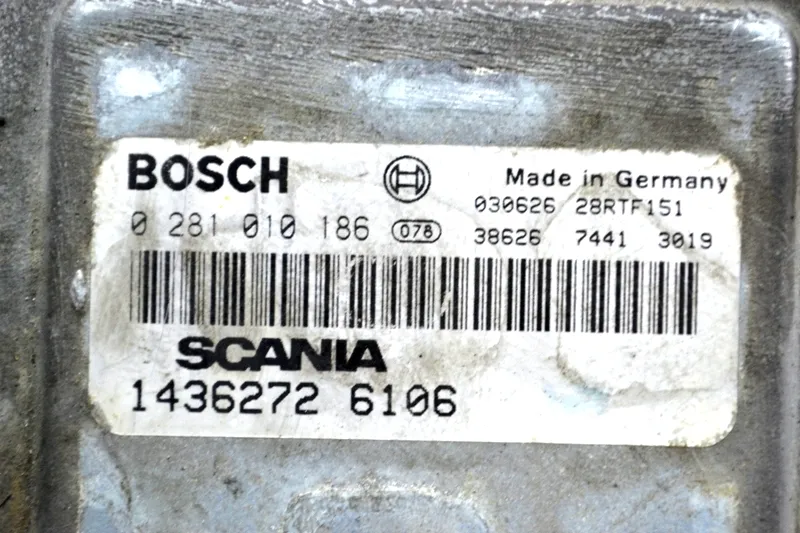 BOSCH
Made in Germany
030626 28RTF151
0 281 010 186 078
38626 7441 3019
SCANIA
1436272 6106